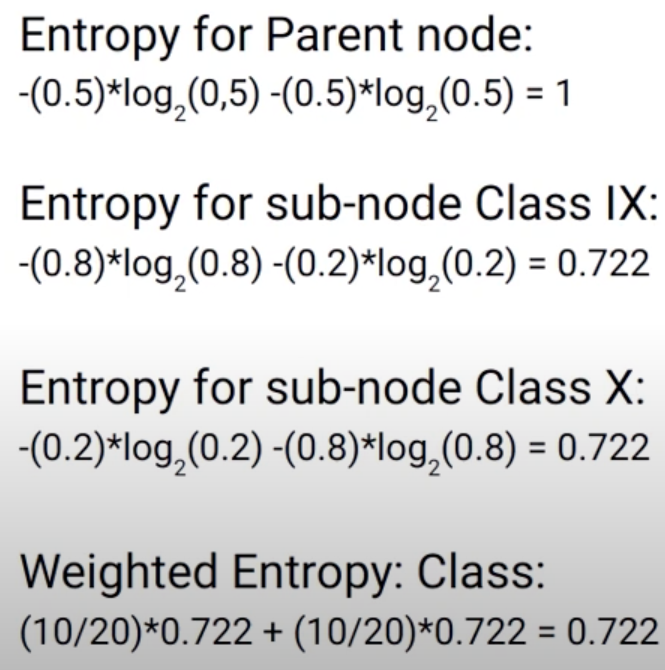 Entropy for Parent node:
-(0.5)*log₂(0,5) -(0.5)*log₂(0.5) = 1
Entropy for sub-node Class IX:
-(0.8)*log₂(0.8) -(0.2)*log₂(0.2) = 0.722
Entropy for sub-node Class X:
-(0.2)*log₂(0.2) -(0.8)*log₂(0.8) = 0.722
Weighted Entropy: Class:
(10/20)*0.722 + (10/20)*0.722 = 0.722